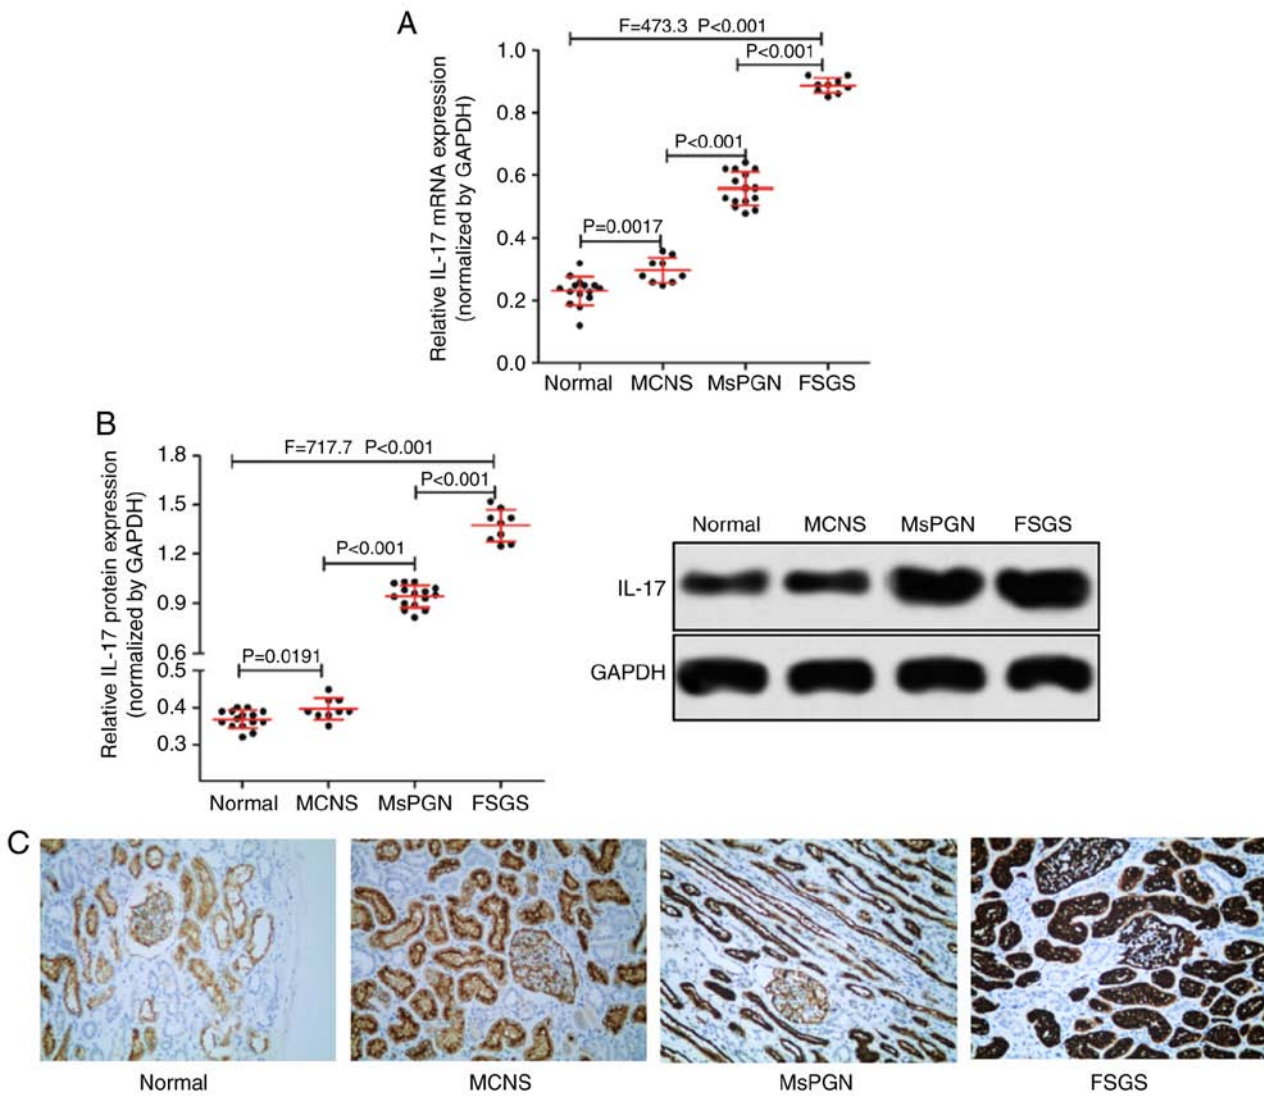 A
F=473.3 P<0.001
P<0.001
P<0.001
P=0.0017
Relative IL-17 mRNA expression
(normalized by GAPDH)
1.0
0.8
0.6
0.4
0.2
0.0
Normal MCNS MsPGN FSGS
B
F=717.7 P<0.001
P<0.001
P<0.001
P=0.0191
Relative IL-17 protein expression
(normalized by GAPDH)
1.8
1.5
1.2
0.9
0.6
0.5
0.4
0.3
Normal MCNS MsPGN FSGS
Normal MCNS MsPGN FSGS
IL-17
GAPDH
C
Normal MCNS MsPGN FSGS